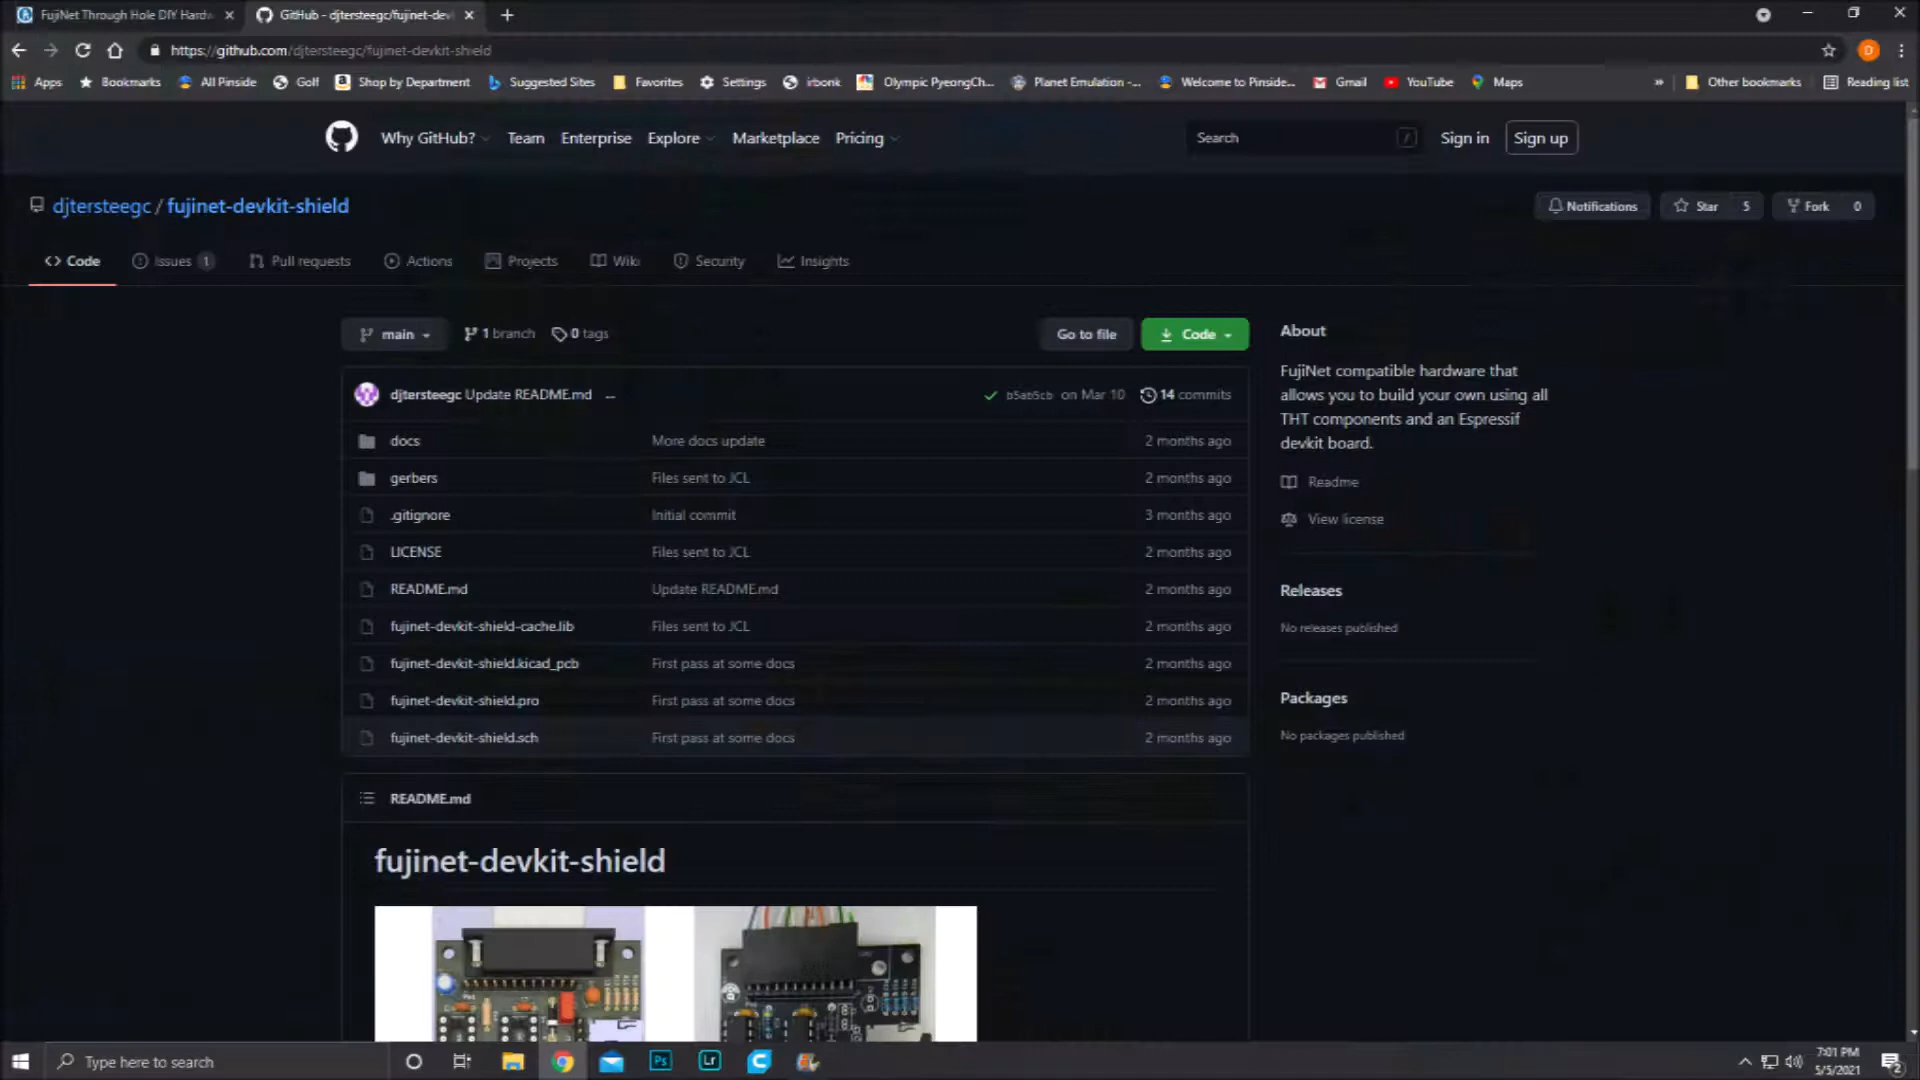 FujiNet Through Hole DIY Hardw
GitHub - djtersteegc/fujinet-dev
https://github.com/djtersteegc/fujinet-devkit-shield
Apps Bookmarks All Pinside Golf Shop by Department Suggested Sites Favorites Settings irbonk Olympic PyeongCh... Planet Emulation -... Welcome to Pinside... Gmail YouTube Maps » Other bookmarks Reading list
Why GitHub? Team Enterprise Explore Marketplace Pricing Search / Sign in Sign up
djtersteegc / fujinet-devkit-shield
Notifications Star 5 Fork 0
<> Code Issues 1 Pull requests Actions Projects Wiki Security Insights
main 1 branch 0 tags Go to file Code
djtersteegc Update README.md ... b5ab5cb on Mar 10 14 commits
docs More docs update 2 months ago
gerbers Files sent to JCL 2 months ago
.gitignore Initial commit 3 months ago
LICENSE Files sent to JCL 2 months ago
README.md Update README.md 2 months ago
fujinet-devkit-shield-cache.lib Files sent to JCL 2 months ago
fujinet-devkit-shield.kicad_pcb First pass at some docs 2 months ago
fujinet-devkit-shield.pro First pass at some docs 2 months ago
fujinet-devkit-shield.sch First pass at some docs 2 months ago
About
FujiNet compatible hardware that
allows you to build your own using all
THT components and an Espressif
devkit board.
Readme
View license
Releases
No releases published
Packages
No packages published
README.md
fujinet-devkit-shield
Type here to search
Ps
Lr
7:01 PM
5/5/2021
2